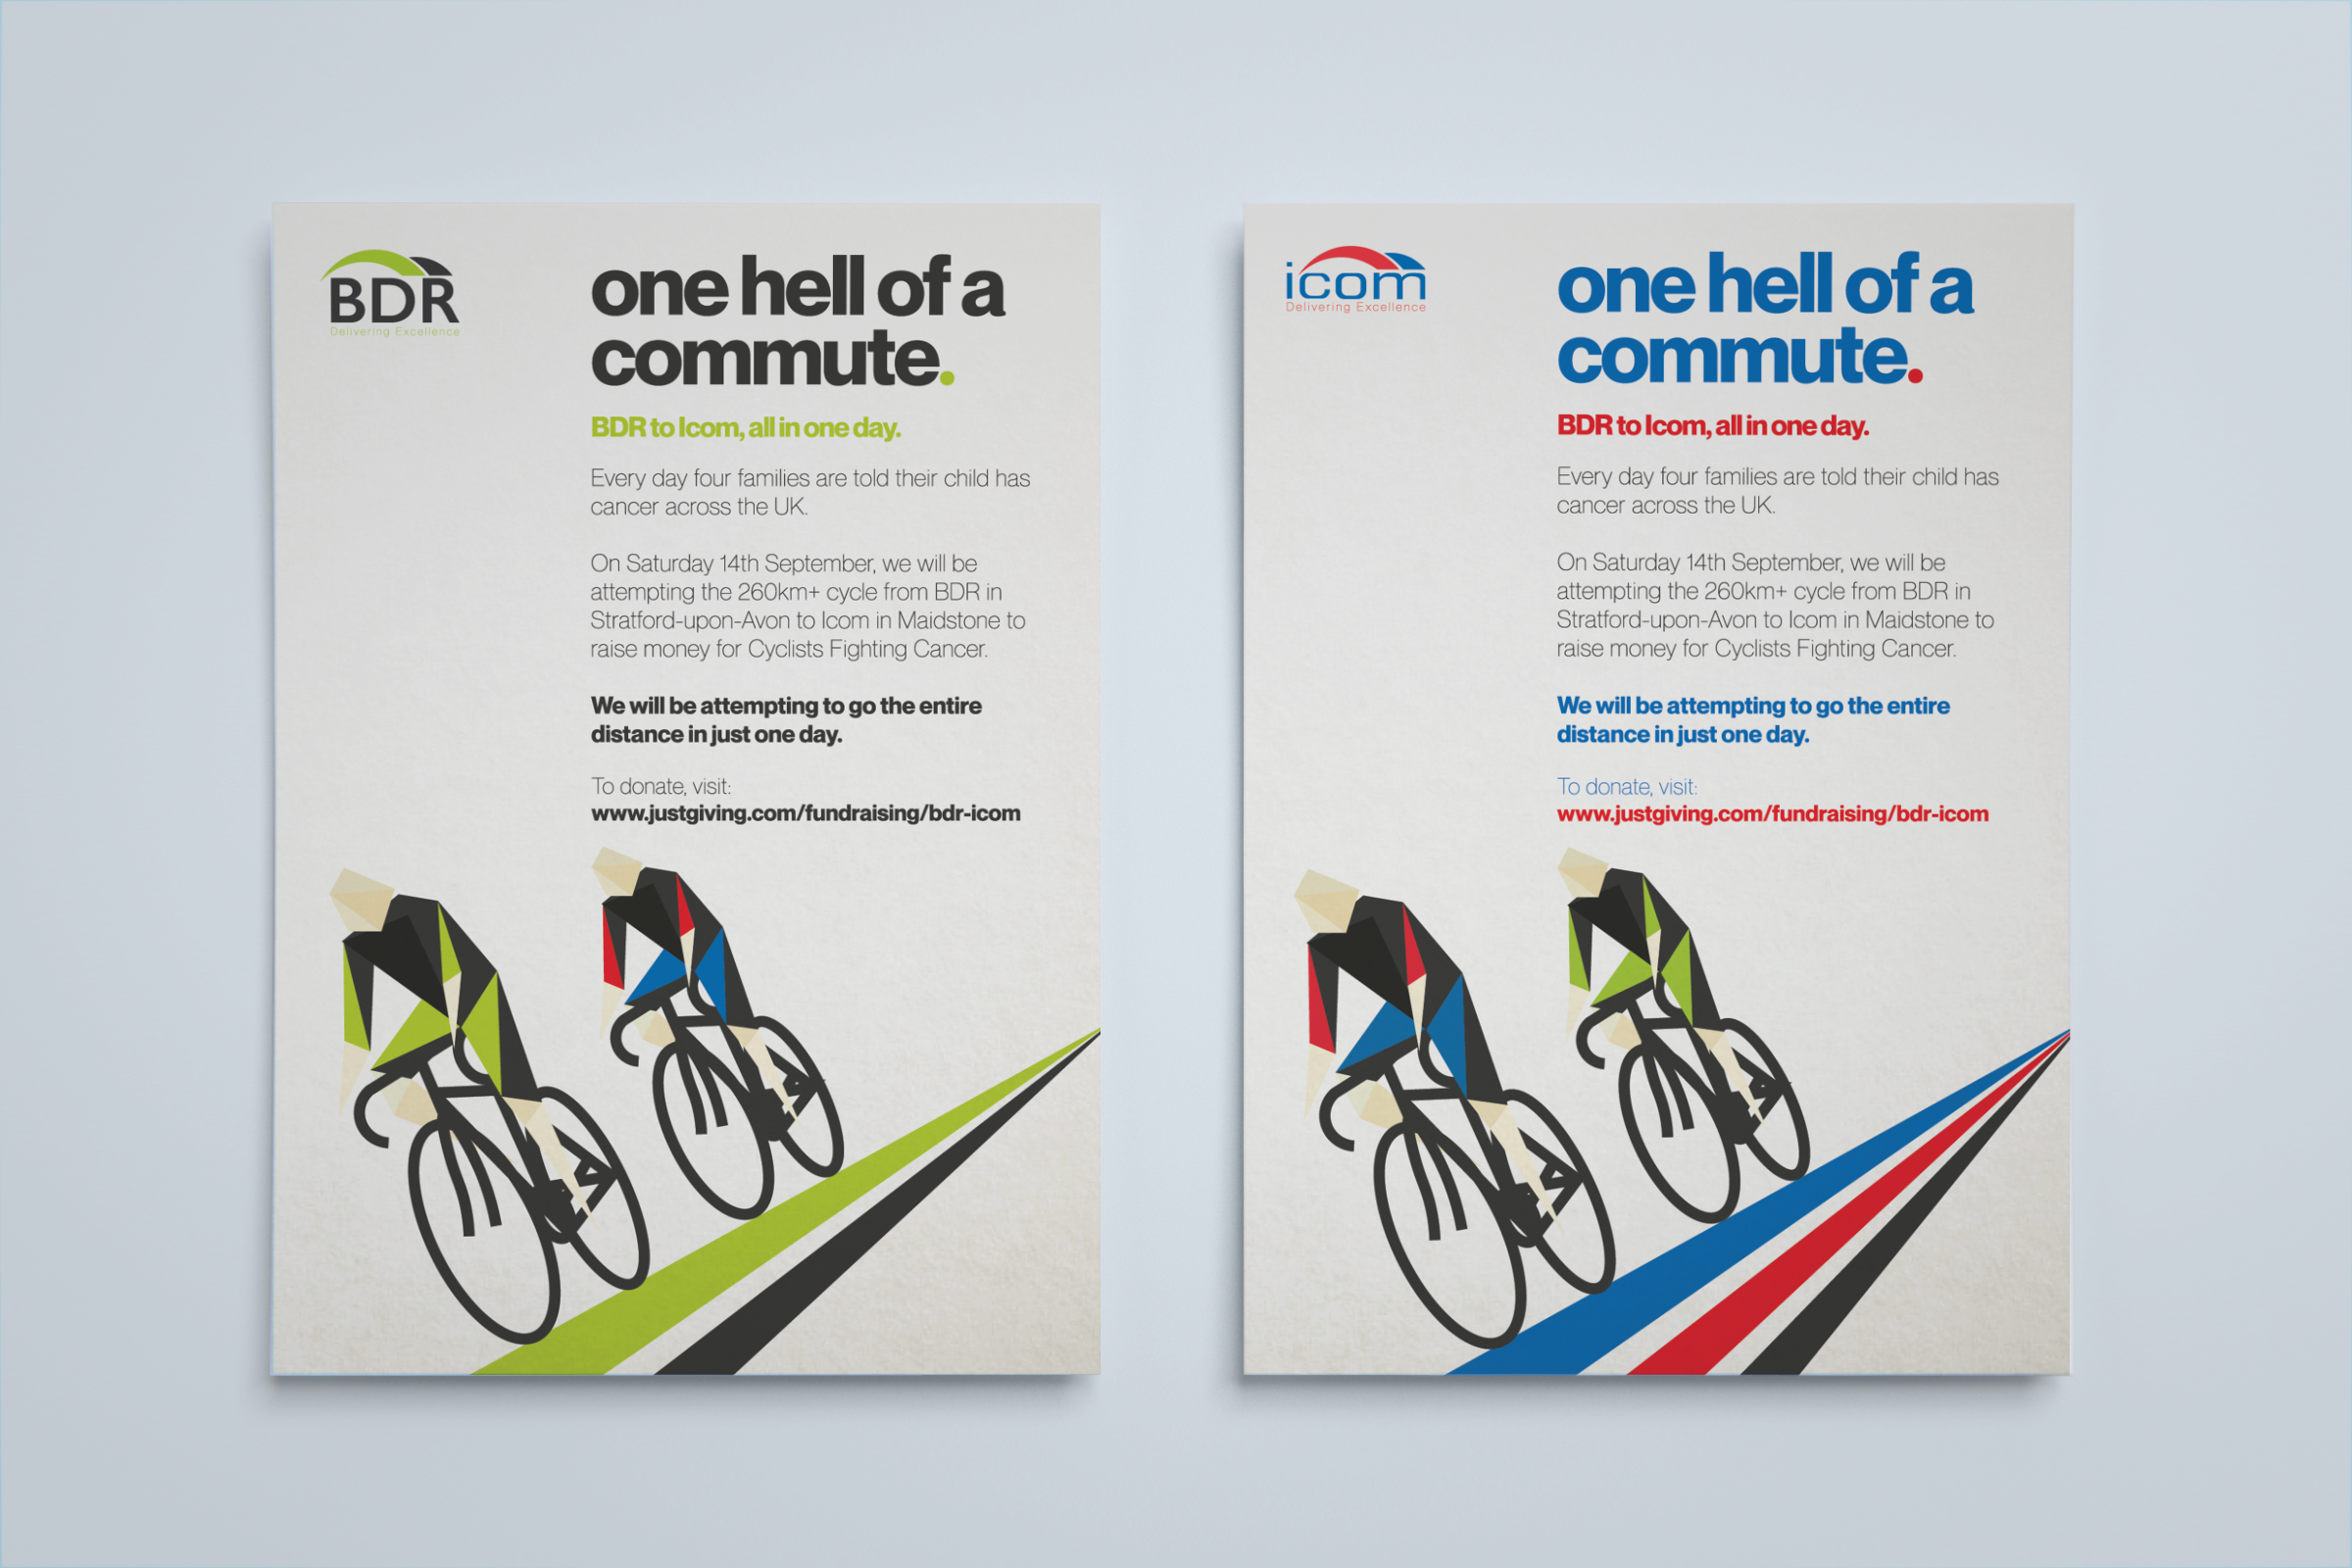 BDR
Delivering Excellence
one hell of a
commute.
BDR to Icom, all in one day.
Every day four families are told their child has
cancer across the UK.
On Saturday 14th September, we will be
attempting the 260km+ cycle from BDR in
Stratford-upon-Avon to Icom in Maidstone to
raise money for Cyclists Fighting Cancer.
We will be attempting to go the entire
distance in just one day.
To donate, visit:
www.justgiving.com/fundraising/bdr-icom
icom
Delivering Excellence
one hell of a
commute.
BDR to Icom, all in one day.
Every day four families are told their child has
cancer across the UK.
On Saturday 14th September, we will be
attempting the 260km+ cycle from BDR in
Stratford-upon-Avon to Icom in Maidstone to
raise money for Cyclists Fighting Cancer.
We will be attempting to go the entire
distance in just one day.
To donate, visit:
www.justgiving.com/fundraising/bdr-icom